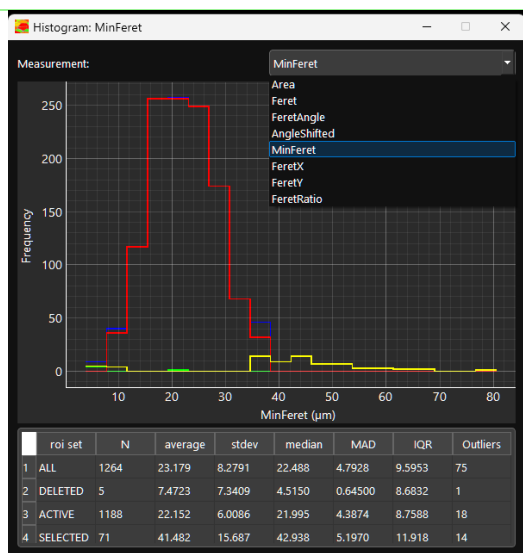 Histogram: MinFeret
Measurement: MinFeret
Area
Feret
FeretAngle
AngleShifted
MinFeret
FeretX
FeretY
FeretRatio
250
200
150
100
50
0
Frequency
10 20 30 40 50 60 70 80
MinFeret (μm)
roi set N average stdev median MAD IQR Outliers
1 ALL 1264 23.179 8.2791 22.488 4.7928 9.5953 75
2 DELETED 5 7.4723 7.3409 4.5150 0.64500 8.6832 1
3 ACTIVE 1188 22.152 6.0086 21.995 4.3874 8.7588 18
4 SELECTED 71 41.482 15.687 42.938 5.1970 11.918 14